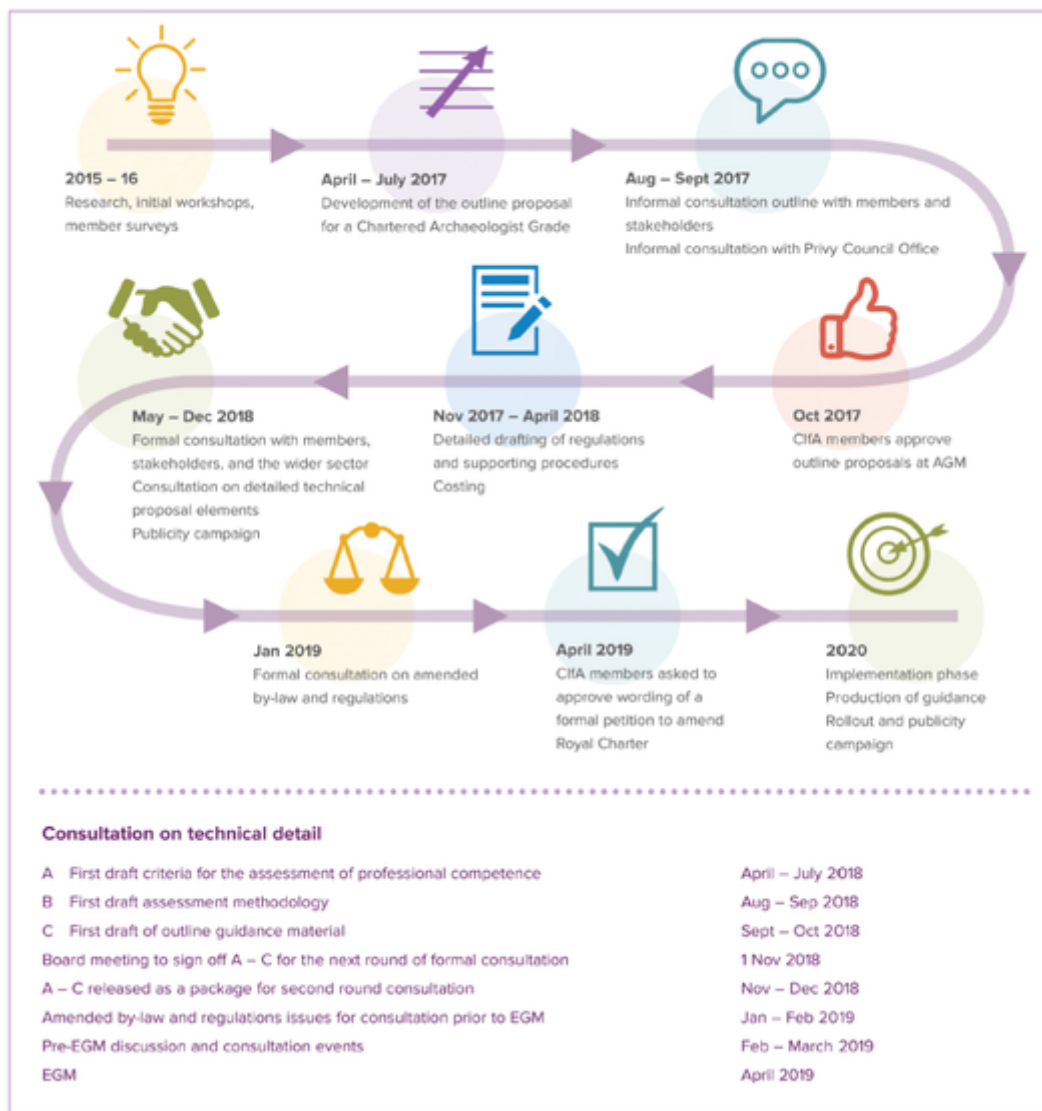 2015 – 16
Research, initial workshops,
member surveys
April – July 2017
Development of the outline proposal
for a Chartered Archaeologist Grade
Aug – Sept 2017
Informal consultation outline with members and
stakeholders
Informal consultation with Privy Council Office
Oct 2017
CIfA members approve
outline proposals at AGM
Nov 2017 – April 2018
Detailed drafting of regulations
and supporting procedures
Costing
May – Dec 2018
Formal consultation with members,
stakeholders, and the wider sector
Consultation on detailed technical
proposal elements
Publicity campaign
Jan 2019
Formal consultation on amended
by-law and regulations
April 2019
CIfA members asked to
approve wording of a
formal petition to amend
Royal Charter
2020
Implementation phase
Production of guidance
Rollout and publicity
campaign
Consultation on technical detail
A First draft criteria for the assessment of professional competence April – July 2018
B First draft assessment methodology Aug – Sep 2018
C First draft of outline guidance material Sept – Oct 2018
Board meeting to sign off A – C for the next round of formal consultation 1 Nov 2018
A – C released as a package for second round consultation Nov – Dec 2018
Amended by-law and regulations issues for consultation prior to EGM Jan – Feb 2019
Pre-EGM discussion and consultation events Feb – March 2019
EGM April 2019